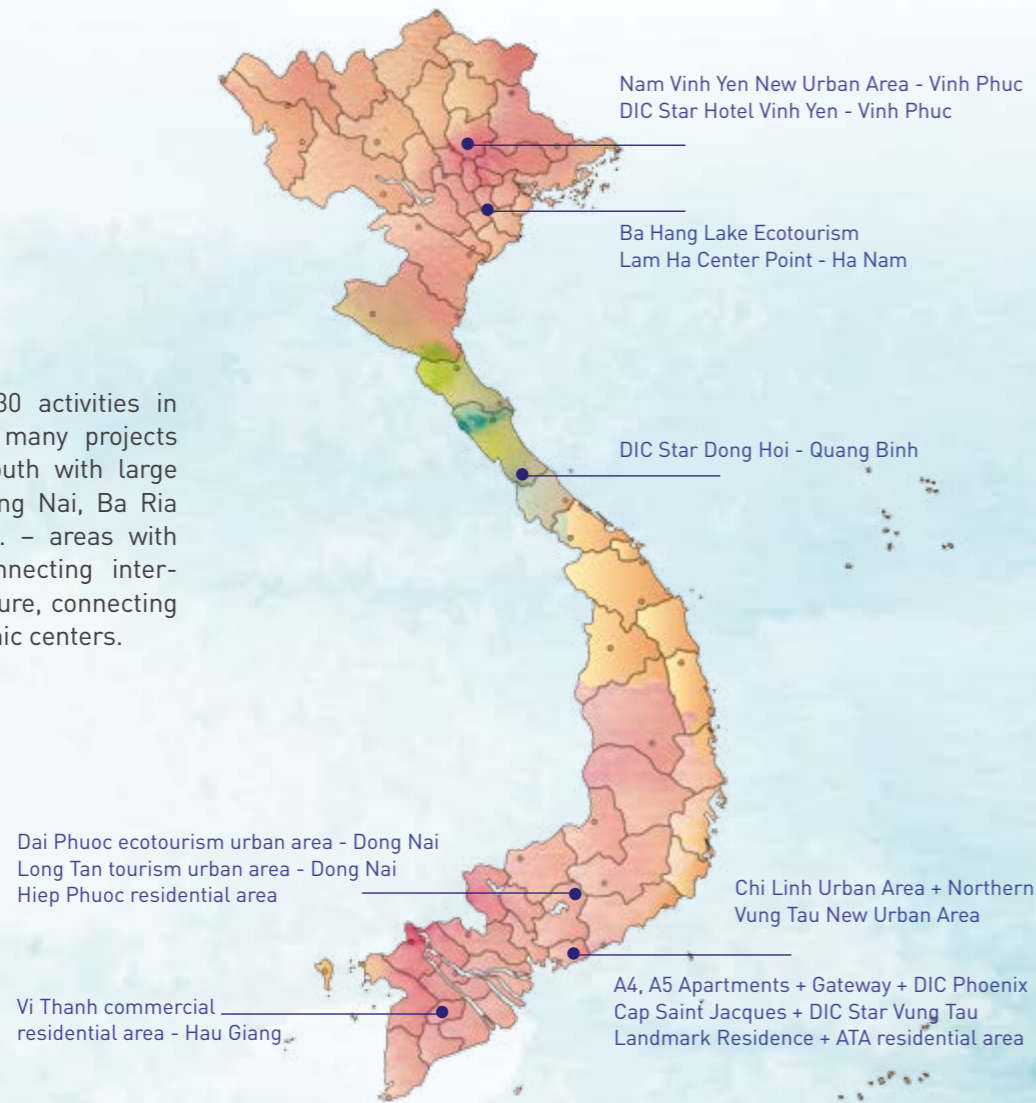 Nam Vinh Yen New Urban Area - Vinh Phuc
DIC Star Hotel Vinh Yen - Vinh Phuc
Ba Hang Lake Ecotourism
Lam Ha Center Point - Ha Nam
30 activities in
many projects
outh with large
ng Nai, Ba Ria
. – areas with
nnecting inter-
ure, connecting
ic centers.
DIC Star Dong Hoi - Quang Binh
Dai Phuoc ecotourism urban area - Dong Nai
Long Tan tourism urban area - Dong Nai
Hiep Phuoc residential area
Chi Linh Urban Area + Northern
Vung Tau New Urban Area
A4, A5 Apartments + Gateway + DIC Phoenix
Cap Saint Jacques + DIC Star Vung Tau
Landmark Residence + ATA residential area
Vi Thanh commercial
residential area - Hau Giang